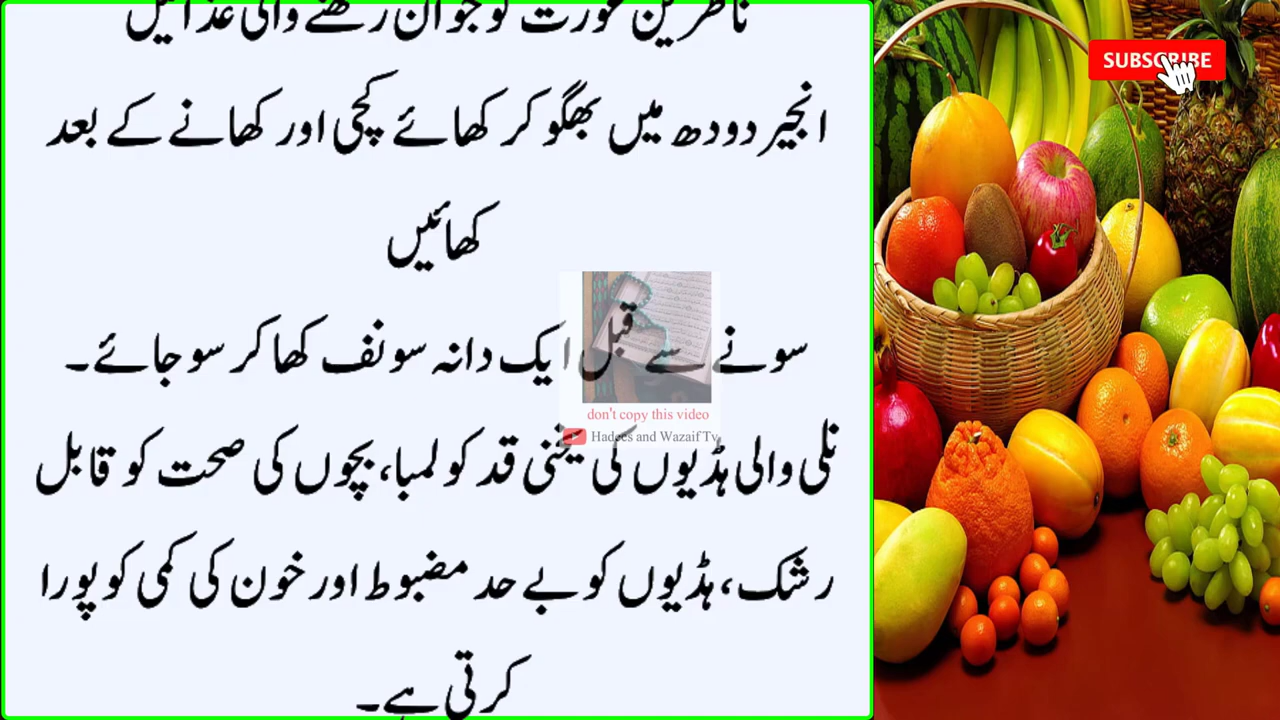 ناظرین عورت کو جوان رکھنے والی غذائیں
انجیر دودھ میں بھگو کر کھائے کچی اور کھانے کے بعد
کھائیں
سونے سے قبل ایک دانہ سونف کھا کر سو جائے۔
نلی والی ہڈیوں کی یخنی قد کو لمبا، بچوں کی صحت کو قابل
رشک، ہڈیوں کو بے حد مضبوط اور خون کی کمی کو پورا
کرتی ہے۔
SUBSCRIBE
don't copy this video
Hadees and Wazaif Tv